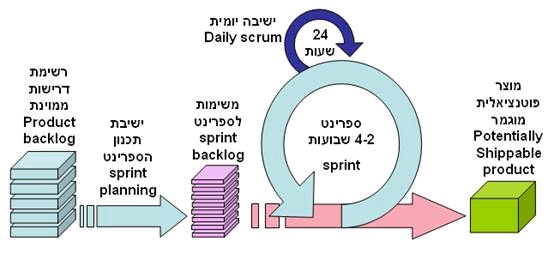 רשימת
דרישות
ממוינת
Product
backlog
ישיבת
תכנון
הספרינט
sprint
planning
משימות
לספרינט
sprint
backlog
ישיבה יומית
Daily scrum
24
שעות
ספרינט
4-2 שבועות
sprint
מוצר
פוטנציאלית
מוגמר
Potentially
Shippable
product